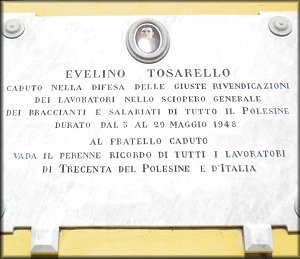 EVELINO TOSARELLO
CADUTO NELLA DIFESA DELLE GIUSTE RIVENDICAZIONI
DEI LAVORATORI NELLO SCIOPERO GENERALE
DEI BRACCIANTI E SALARIATI DI TUTTO IL POLESINE
DURATO DAL 5 AL 29 MAGGIO 1948
AL FRATELLO CADUTO
VADA IL PERENNE RICORDO DI TUTTI I LAVORATORI
DI TRECENTA DEL POLESINE E D'ITALIA